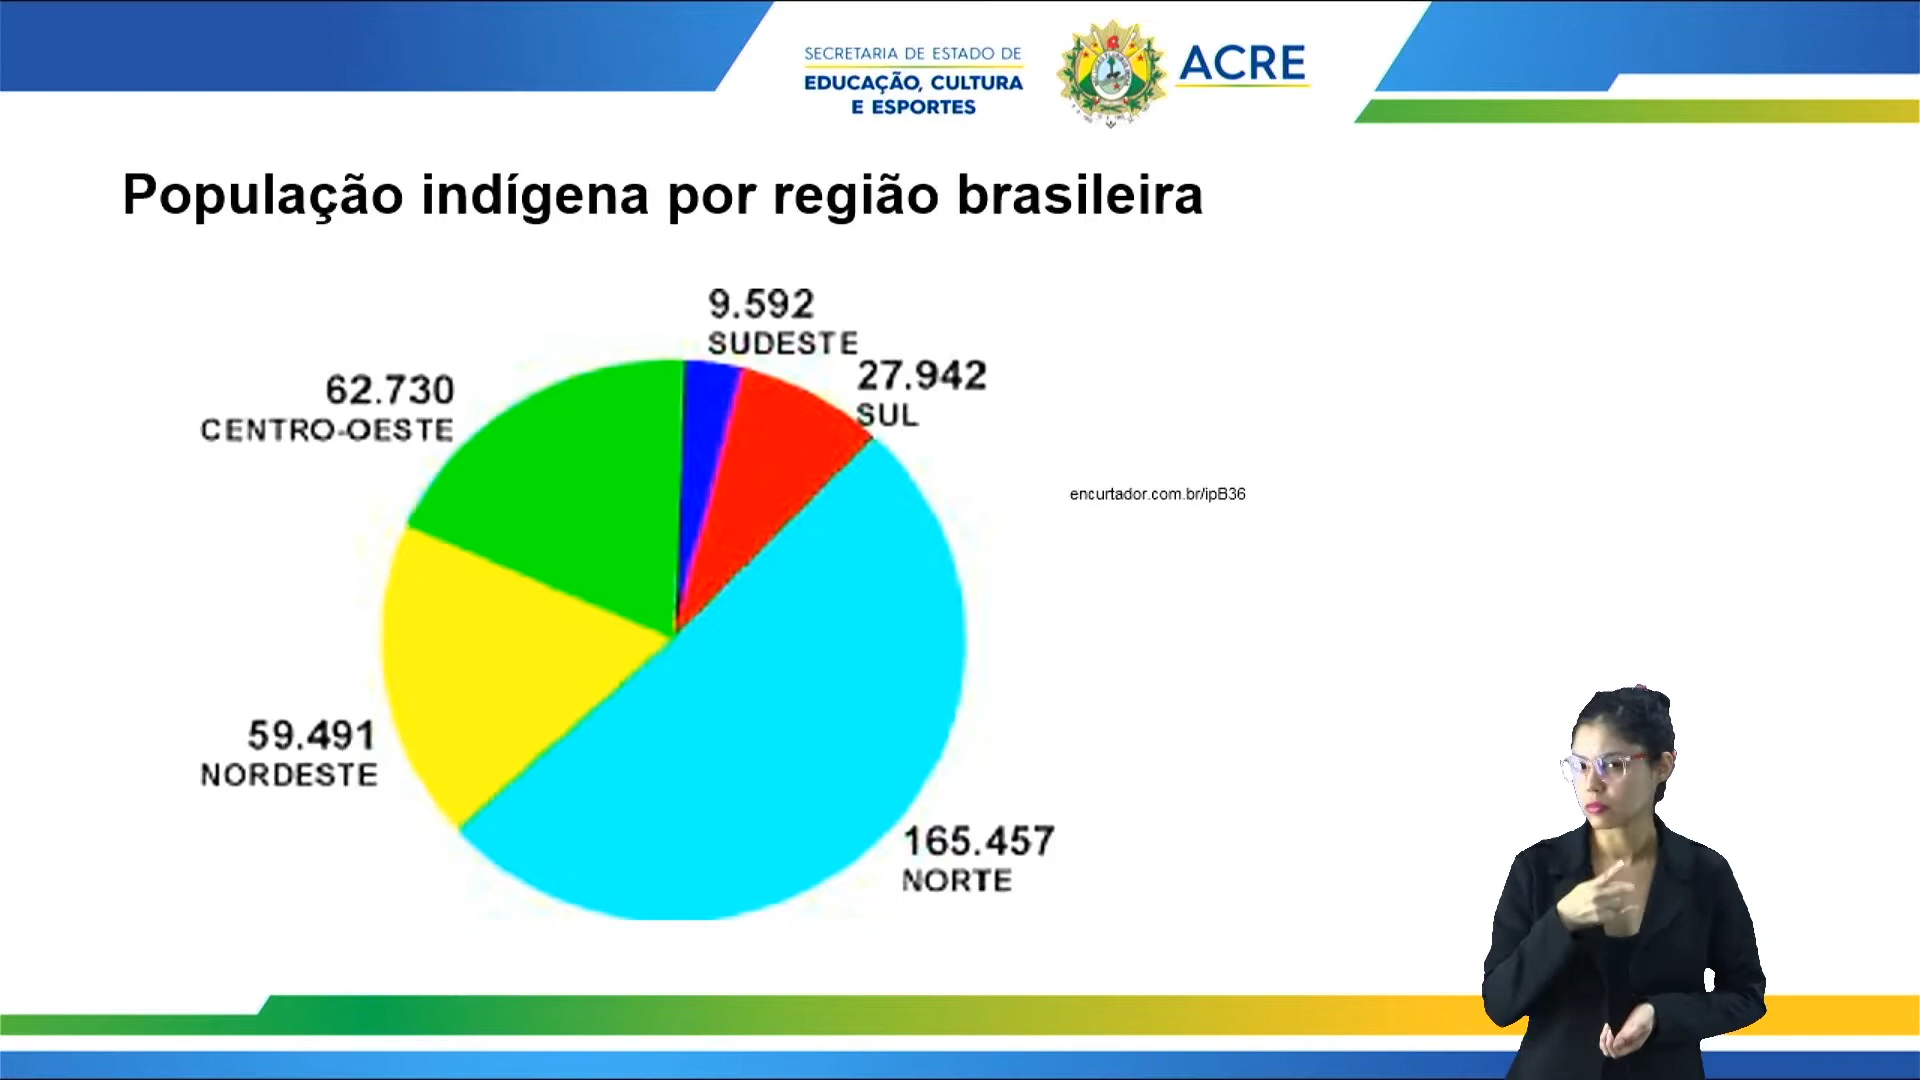 SECRETARIA DE ESTADO DE
EDUCAÇÃO, CULTURA
E ESPORTES
ACRE
População indígena por região brasileira
9.592
SUDESTE
27.942
SUL
62.730
CENTRO-OESTE
encurtador.com.br/ipB36
59.491
NORDESTE
165.457
NORTE